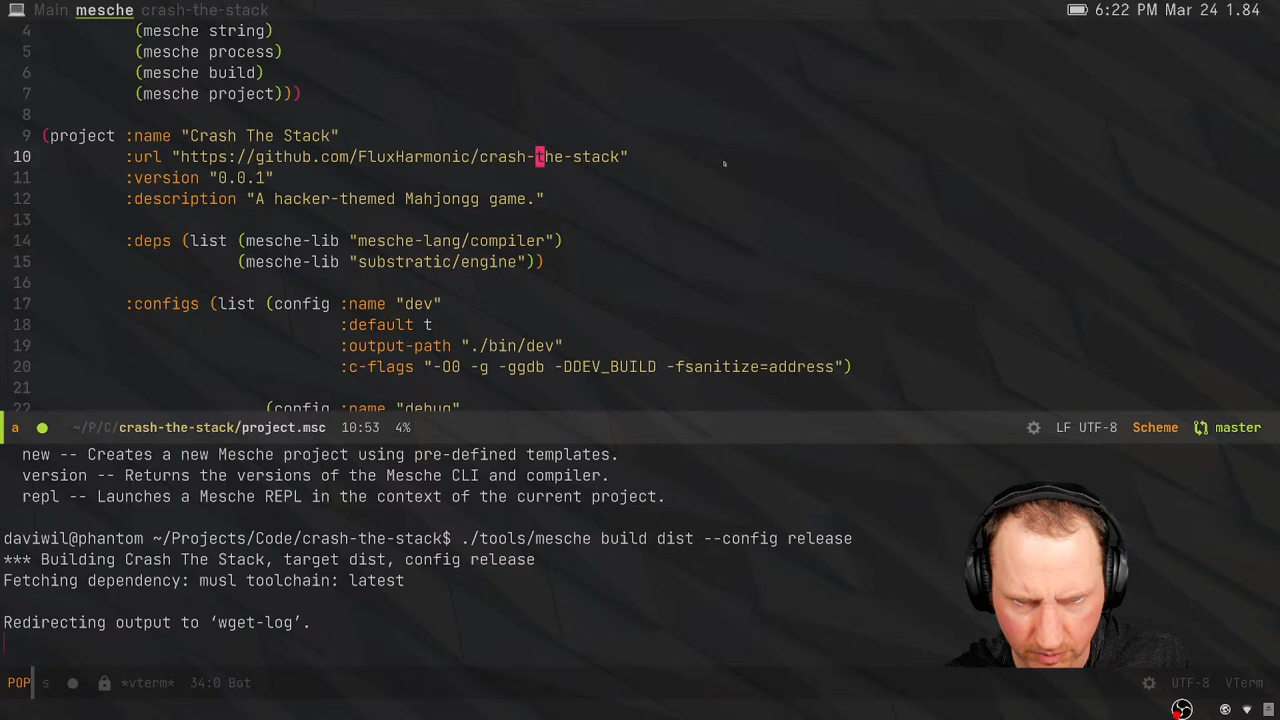 Main mesche crash-the-stack
6:22 PM Mar 24 1.84
4 (mesche string)
5 (mesche process)
6 (mesche build)
7 (mesche project)))
8
9 (project :name "Crash The Stack"
10 :url "https://github.com/FluxHarmonic/crash-the-stack"
11 :version "0.0.1"
12 :description "A hacker-themed Mahjongg game."
13
14 :deps (list (mesche-lib "mesche-lang/compiler")
15 (mesche-lib "substratic/engine"))
16
17 :configs (list (config :name "dev"
18 :default t
19 :output-path "./bin/dev"
20 :c-flags "-O0 -g -ggdb -DDEV_BUILD -fsanitize=address")
21
22 (config :name "debug"
a ~/P/C/crash-the-stack/project.msc 10:53 4% LF UTF-8 Scheme master
new -- Creates a new Mesche project using pre-defined templates.
version -- Returns the versions of the Mesche CLI and compiler.
repl -- Launches a Mesche REPL in the context of the current project.
daviwil@phantom ~/Projects/Code/crash-the-stack$ ./tools/mesche build dist --config release
*** Building Crash The Stack, target dist, config release
Fetching dependency: musl toolchain: latest
Redirecting output to ‘wget-log’.
POP s *vterm* 34:0 Bot UTF-8 VTerm